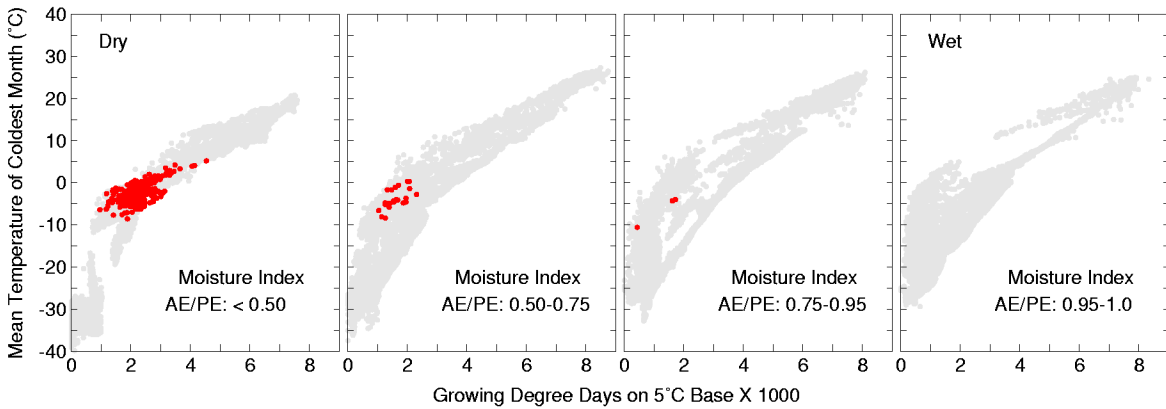 Mean Temperature of Coldest Month (˚C)
40
30
20
10
0
-10
-20
-30
-40
Dry
Wet
Moisture Index
AE/PE: < 0.50
Moisture Index
AE/PE: 0.50-0.75
Moisture Index
AE/PE: 0.75-0.95
Moisture Index
AE/PE: 0.95-1.0
0 2 4 6 8
0 2 4 6 8
0 2 4 6 8
0 2 4 6 8
Growing Degree Days on 5˚C Base X 1000